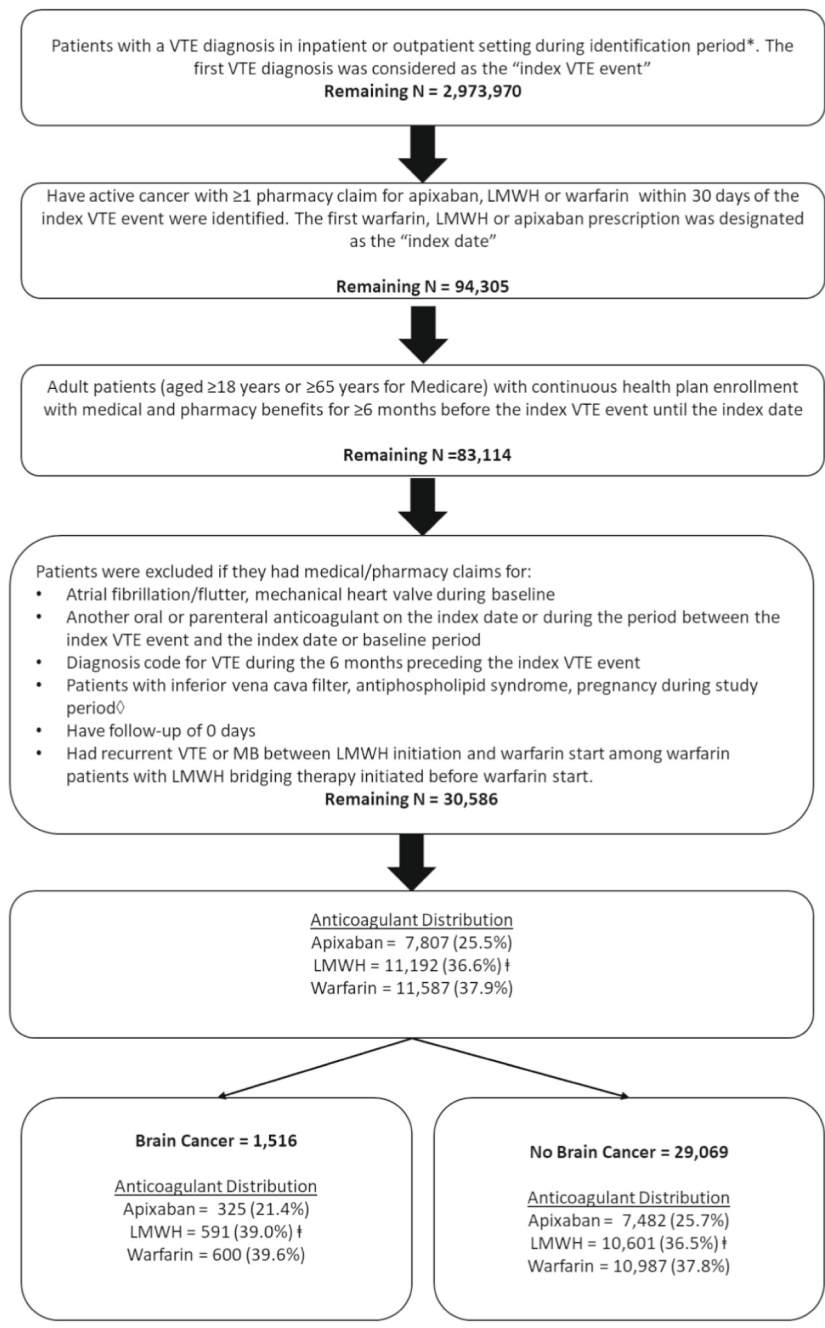 Patients with a VTE diagnosis in inpatient or outpatient setting during identification period*. The
first VTE diagnosis was considered as the “index VTE event”
Remaining N = 2,973,970
Have active cancer with ≥1 pharmacy claim for apixaban, LMWH or warfarin within 30 days of the
index VTE event were identified. The first warfarin, LMWH or apixaban prescription was designated
as the “index date”
Remaining N = 94,305
Adult patients (aged ≥18 years or ≥65 years for Medicare) with continuous health plan enrollment
with medical and pharmacy benefits for ≥6 months before the index VTE event until the index date
Remaining N =83,114
Patients were excluded if they had medical/pharmacy claims for:
• Atrial fibrillation/flutter, mechanical heart valve during baseline
• Another oral or parenteral anticoagulant on the index date or during the period between the
index VTE event and the index date or baseline period
• Diagnosis code for VTE during the 6 months preceding the index VTE event
• Patients with inferior vena cava filter, antiphospholipid syndrome, pregnancy during study
period◊
• Have follow-up of 0 days
• Had recurrent VTE or MB between LMWH initiation and warfarin start among warfarin
patients with LMWH bridging therapy initiated before warfarin start.
Remaining N = 30,586
Anticoagulant Distribution
Apixaban = 7,807 (25.5%)
LMWH = 11,192 (36.6%) ƚ
Warfarin = 11,587 (37.9%)
Brain Cancer = 1,516
Anticoagulant Distribution
Apixaban = 325 (21.4%)
LMWH = 591 (39.0%) ƚ
Warfarin = 600 (39.6%)
No Brain Cancer = 29,069
Anticoagulant Distribution
Apixaban = 7,482 (25.7%)
LMWH = 10,601 (36.5%) ƚ
Warfarin = 10,987 (37.8%)